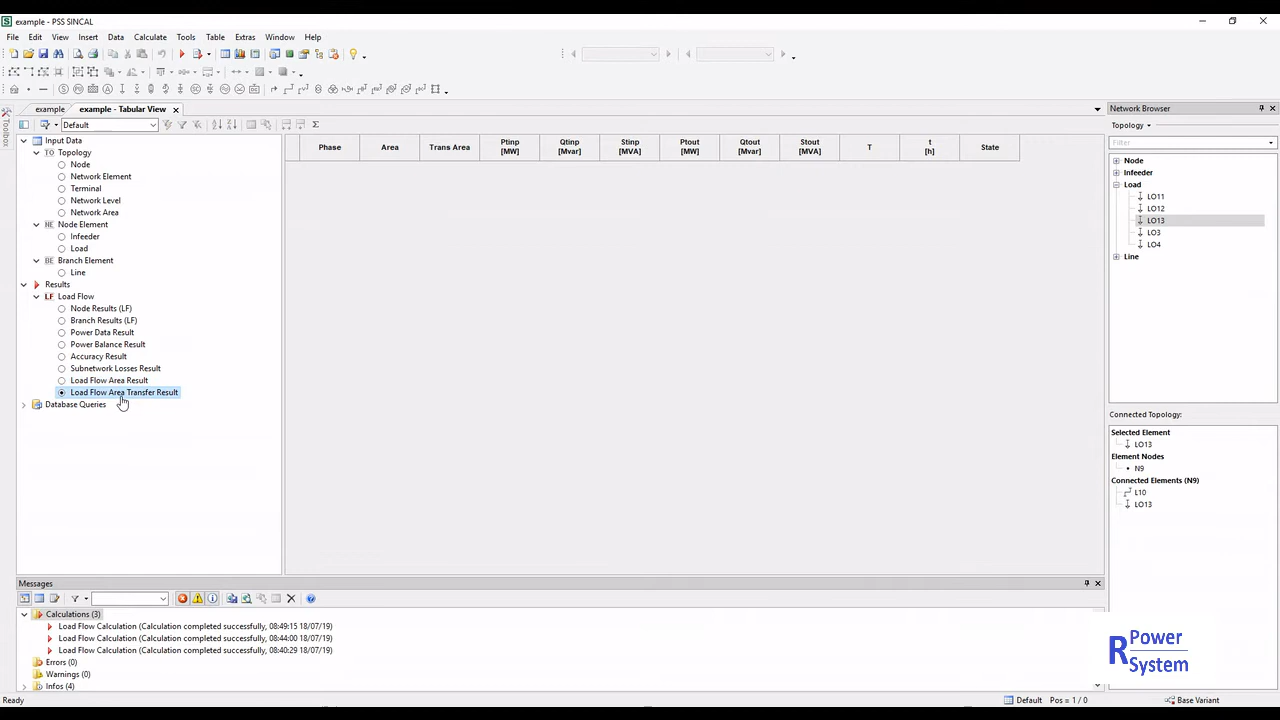 example - PSS SINCAL
File Edit View Insert Data Calculate Tools Table Extras Window Help
example example - Tabular View
Toolbox
Default
Input Data
Topology
Node
Network Element
Terminal
Network Level
Network Area
Node Element
Infeeder
Load
Branch Element
Line
Results
LF Load Flow
Node Results (LF)
Branch Results (LF)
Power Data Result
Power Balance Result
Accuracy Result
Subnetwork Losses Result
Load Flow Area Result
Load Flow Area Transfer Result
Database Queries
Phase Area Trans Area Ptinp [MW] Qtinp [Mvar] Stinp [MVA] Ptout [MW] Qtout [Mvar] Stout [MVA] T t [h] State
Network Browser
Topology
Filter
Node
Infeeder
Load
LO11
LO12
LO13
LO3
LO4
Line
Connected Topology:
Selected Element
LO13
Element Nodes
N9
Connected Elements (N9)
L10
LO13
Messages
Calculations (3)
Load Flow Calculation (Calculation completed successfully, 08:49:15 18/07/19)
Load Flow Calculation (Calculation completed successfully, 08:44:00 18/07/19)
Load Flow Calculation (Calculation completed successfully, 08:40:29 18/07/19)
Errors (0)
Warnings (0)
Infos (4)
R Power
System
Ready Default Pos = 1 / 0 Base Variant